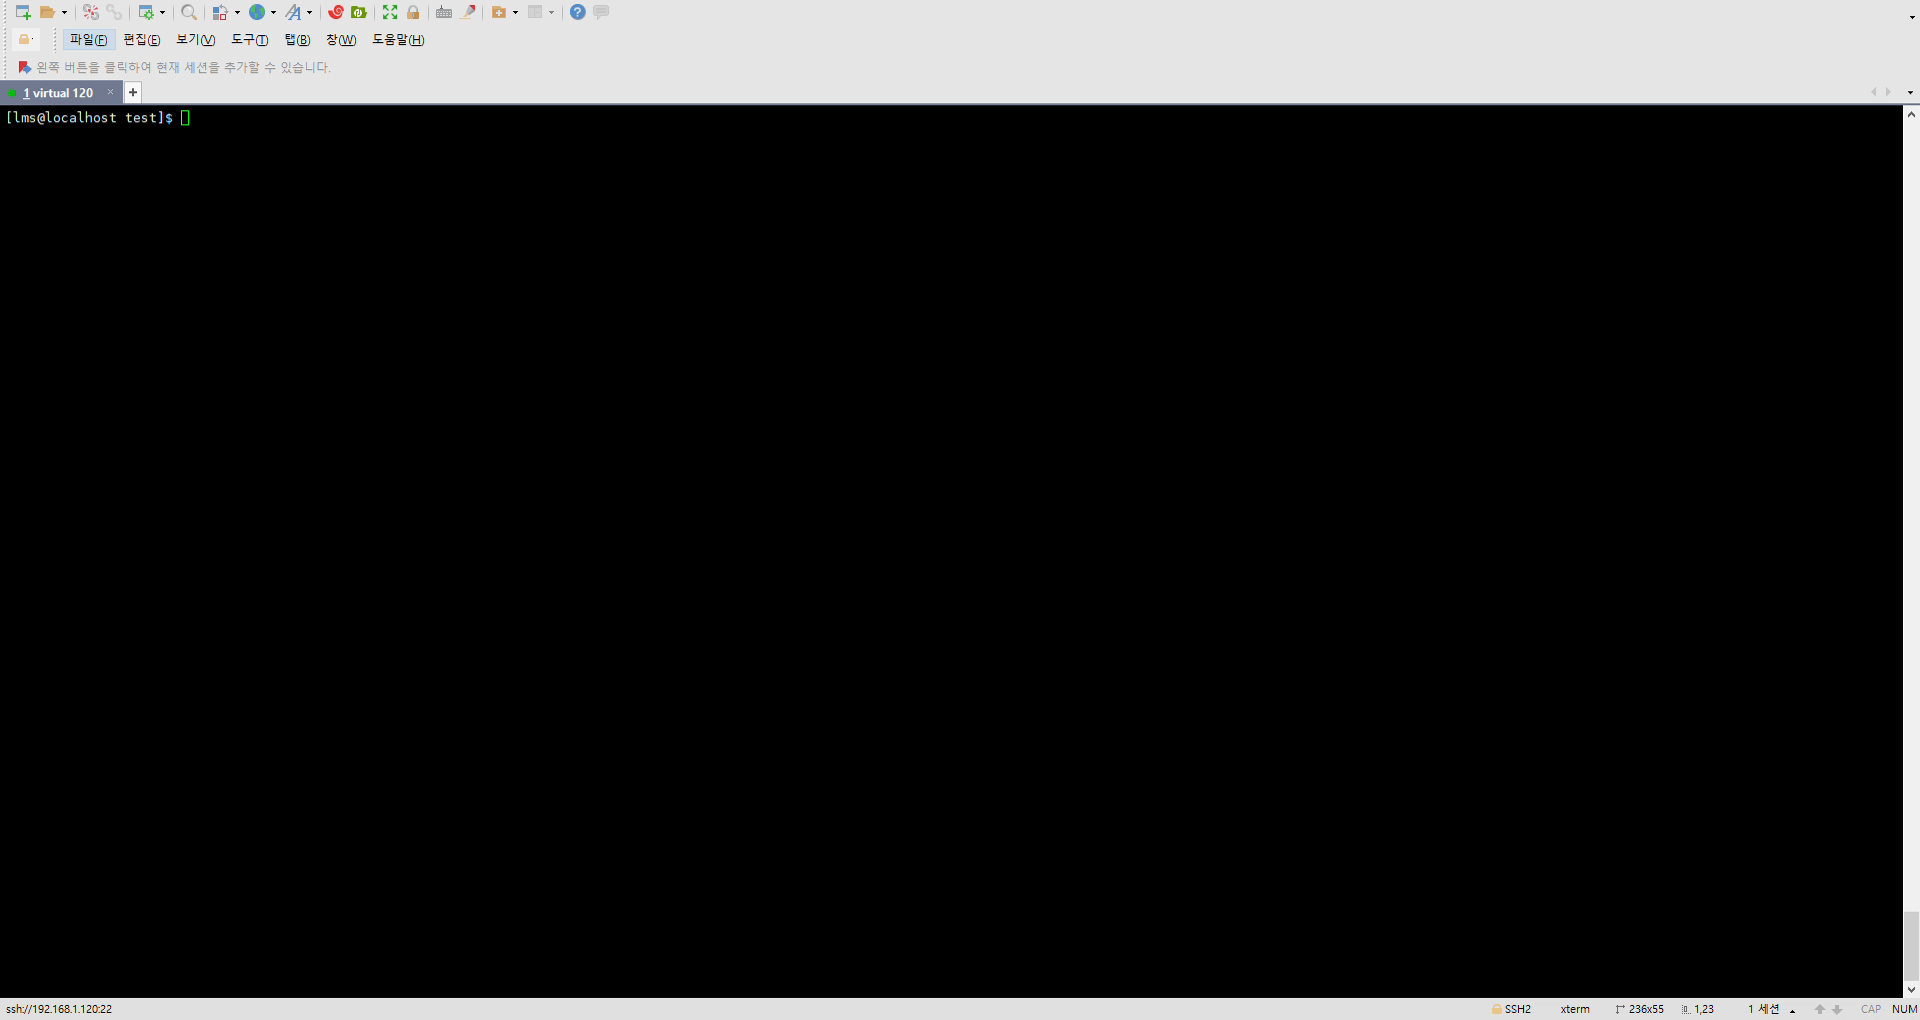 파일(F) 편집(E) 보기(V) 도구(T) 탭(B) 창(W) 도움말(H)
왼쪽 버튼을 클릭하여 현재 세션을 추가할 수 있습니다.
1 virtual 120
[lms@localhost test]$
ssh://192.168.1.120:22 SSH2 xterm 236x55 1,23 1 세션 CAP NUM